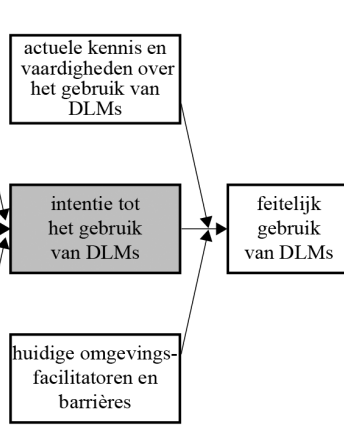 actuele kennis en
vaardigheden over
het gebruik van
DLMs
intentie tot
het gebruik
van DLMs
feitelijk
gebruik
van DLMs
huidige omgevings-
facilitatoren en
barrières